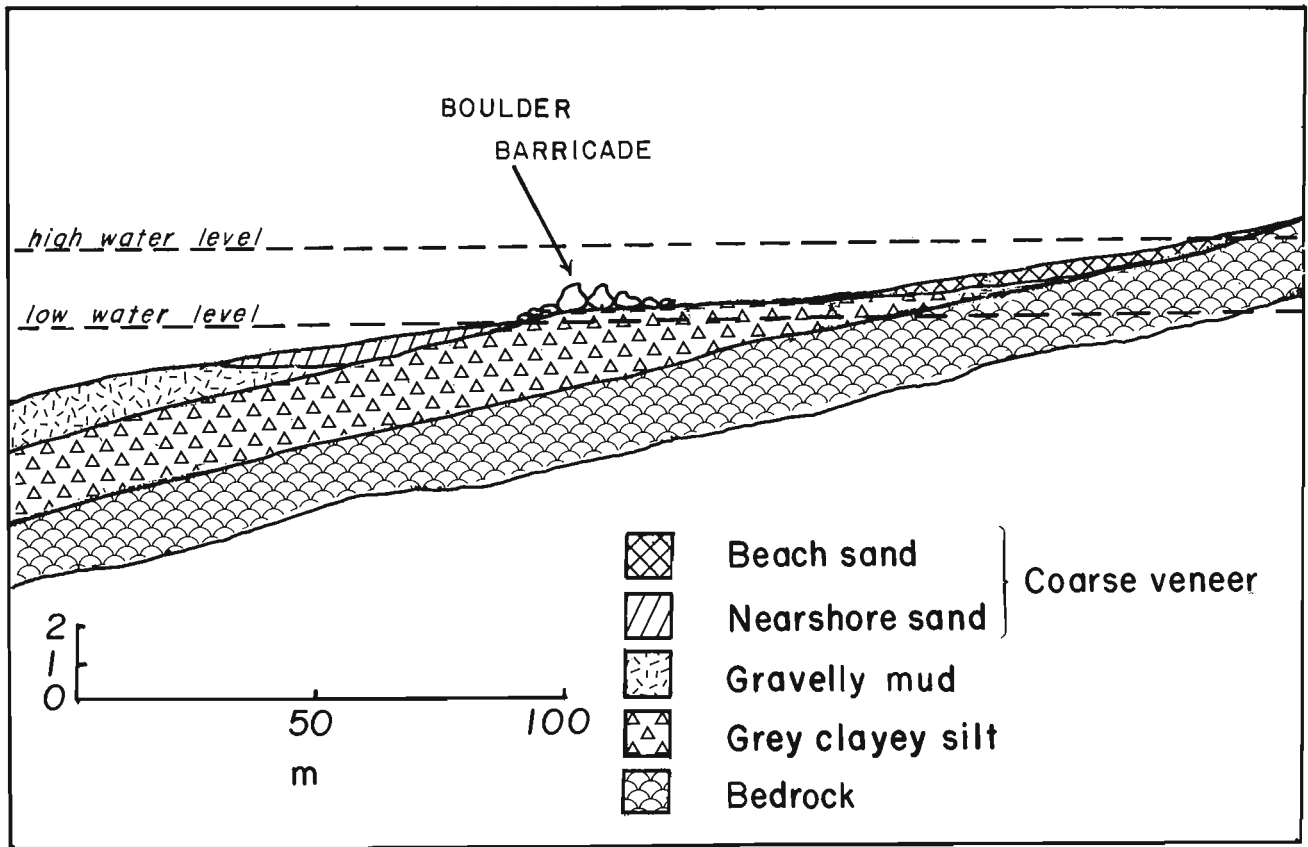 BOULDER
BARRICADE
high water level
low water level
Beach sand
Coarse veneer
Nearshore sand
Gravelly mud
Grey clayey silt
Bedrock
2
1
0
50
100
m